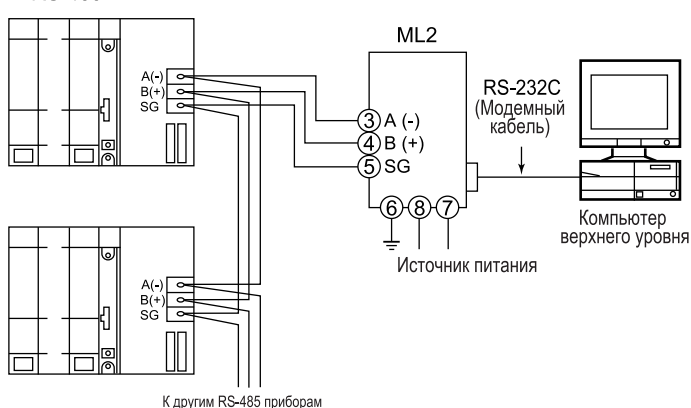 ML2
A(-)
B(+)
SG
③ A (-)
④ B (+)
⑤ SG
RS-232C
(Модемный
кабель)
⑥ ⑧ ⑦
Источник питания
Компьютер
верхнего уровня
A(-)
B(+)
SG
К другим RS-485 приборам